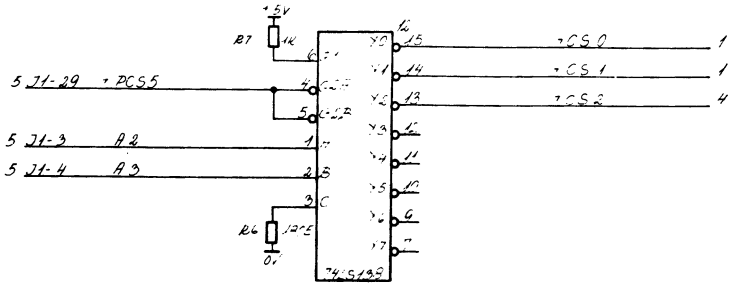 +5V
12
R7 1K
6 G1
Y0 15 CS0 1
Y1 14 CS1 1
5 J1-29 PCS5 4
Y2 13 CS2 4
5
Y3 12
5 J1-3 A2 1 A
Y4 11
5 J1-4 A3 2 B
Y5 10
3 C
Y6 9
R6
Y7 7
0V
74LS138